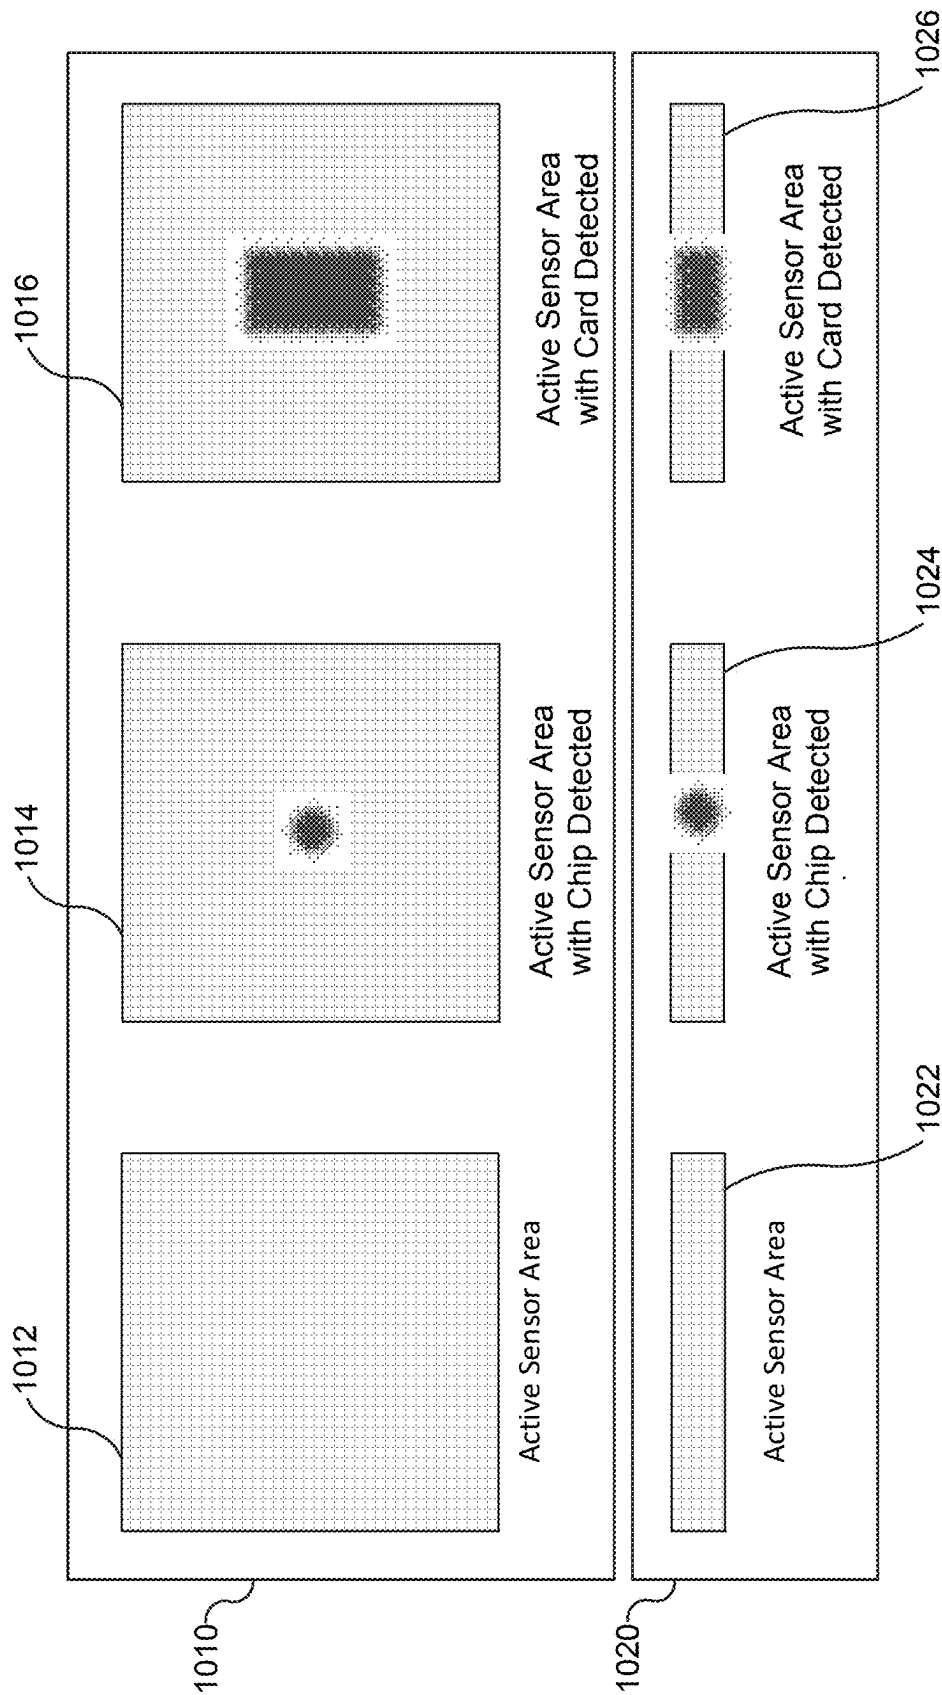 1012
1014
1016
1010
Active Sensor Area
Active Sensor Area
with Chip Detected
Active Sensor Area
with Card Detected
1020
Active Sensor Area
Active Sensor Area
with Chip Detected
Active Sensor Area
with Card Detected
1022
1024
1026